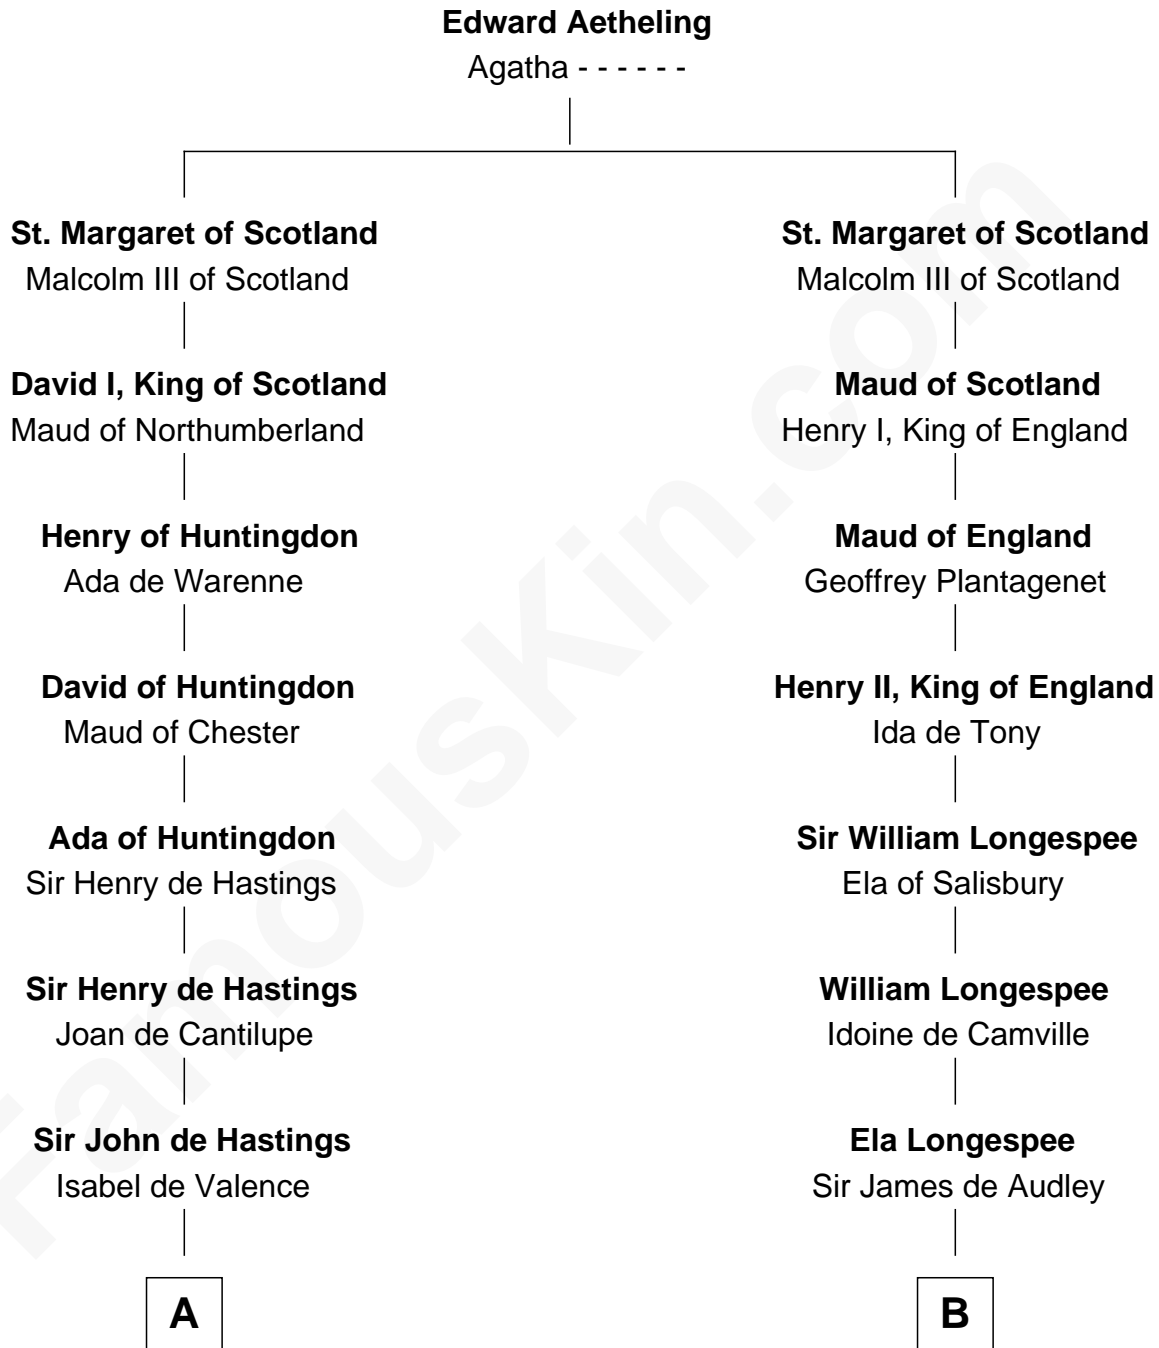 Edward Aetheling
Agatha - - - - - -
St. Margaret of Scotland
Malcolm III of Scotland
St. Margaret of Scotland
Malcolm III of Scotland
David I, King of Scotland
Maud of Northumberland
Maud of Scotland
Henry I, King of England
Henry of Huntingdon
Ada de Warenne
Maud of England
Geoffrey Plantagenet
David of Huntingdon
Maud of Chester
Henry II, King of England
Ida de Tony
Ada of Huntingdon
Sir Henry de Hastings
Sir William Longespee
Ela of Salisbury
Sir Henry de Hastings
Joan de Cantilupe
William Longespee
Idoine de Camville
Sir John de Hastings
Isabel de Valence
Ela Longespee
Sir James de Audley
A
B
FamousKin.com